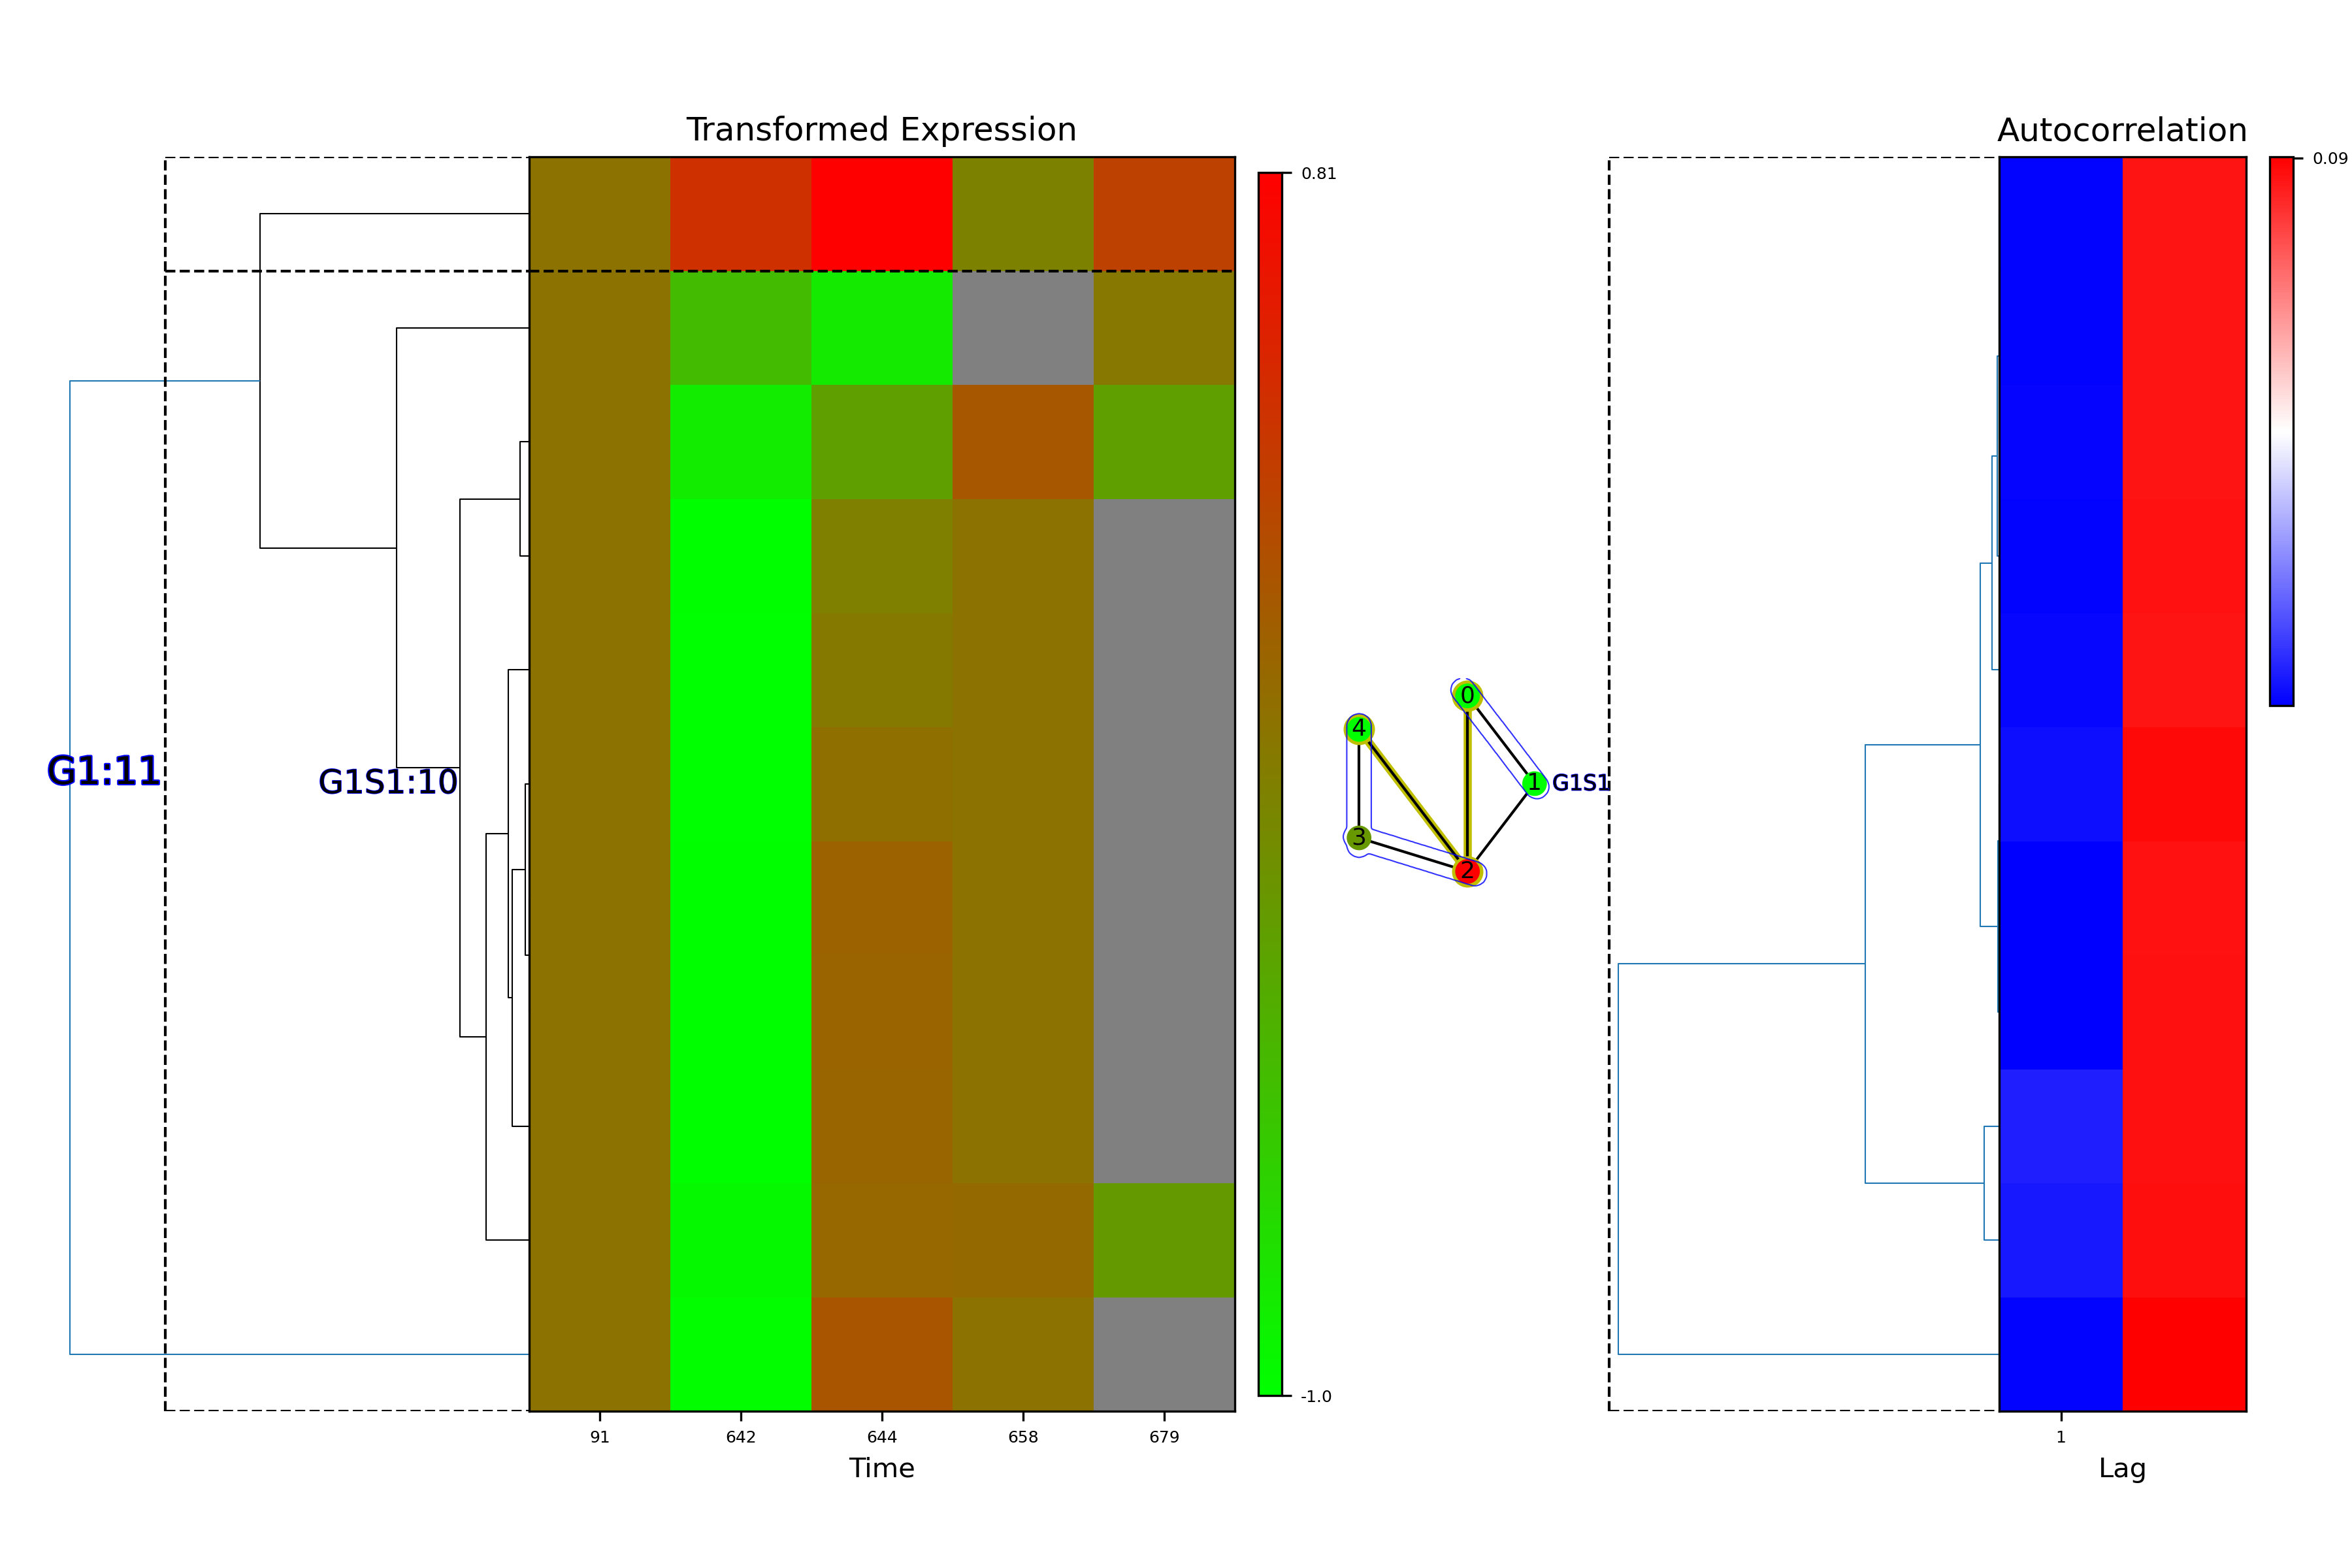 Transformed Expression
Autocorrelation
0.81
0.09
G1:11
G1S1:10
0
4
1
G1S1
3
2
-1.0
91
642
644
658
679
1
Time
Lag